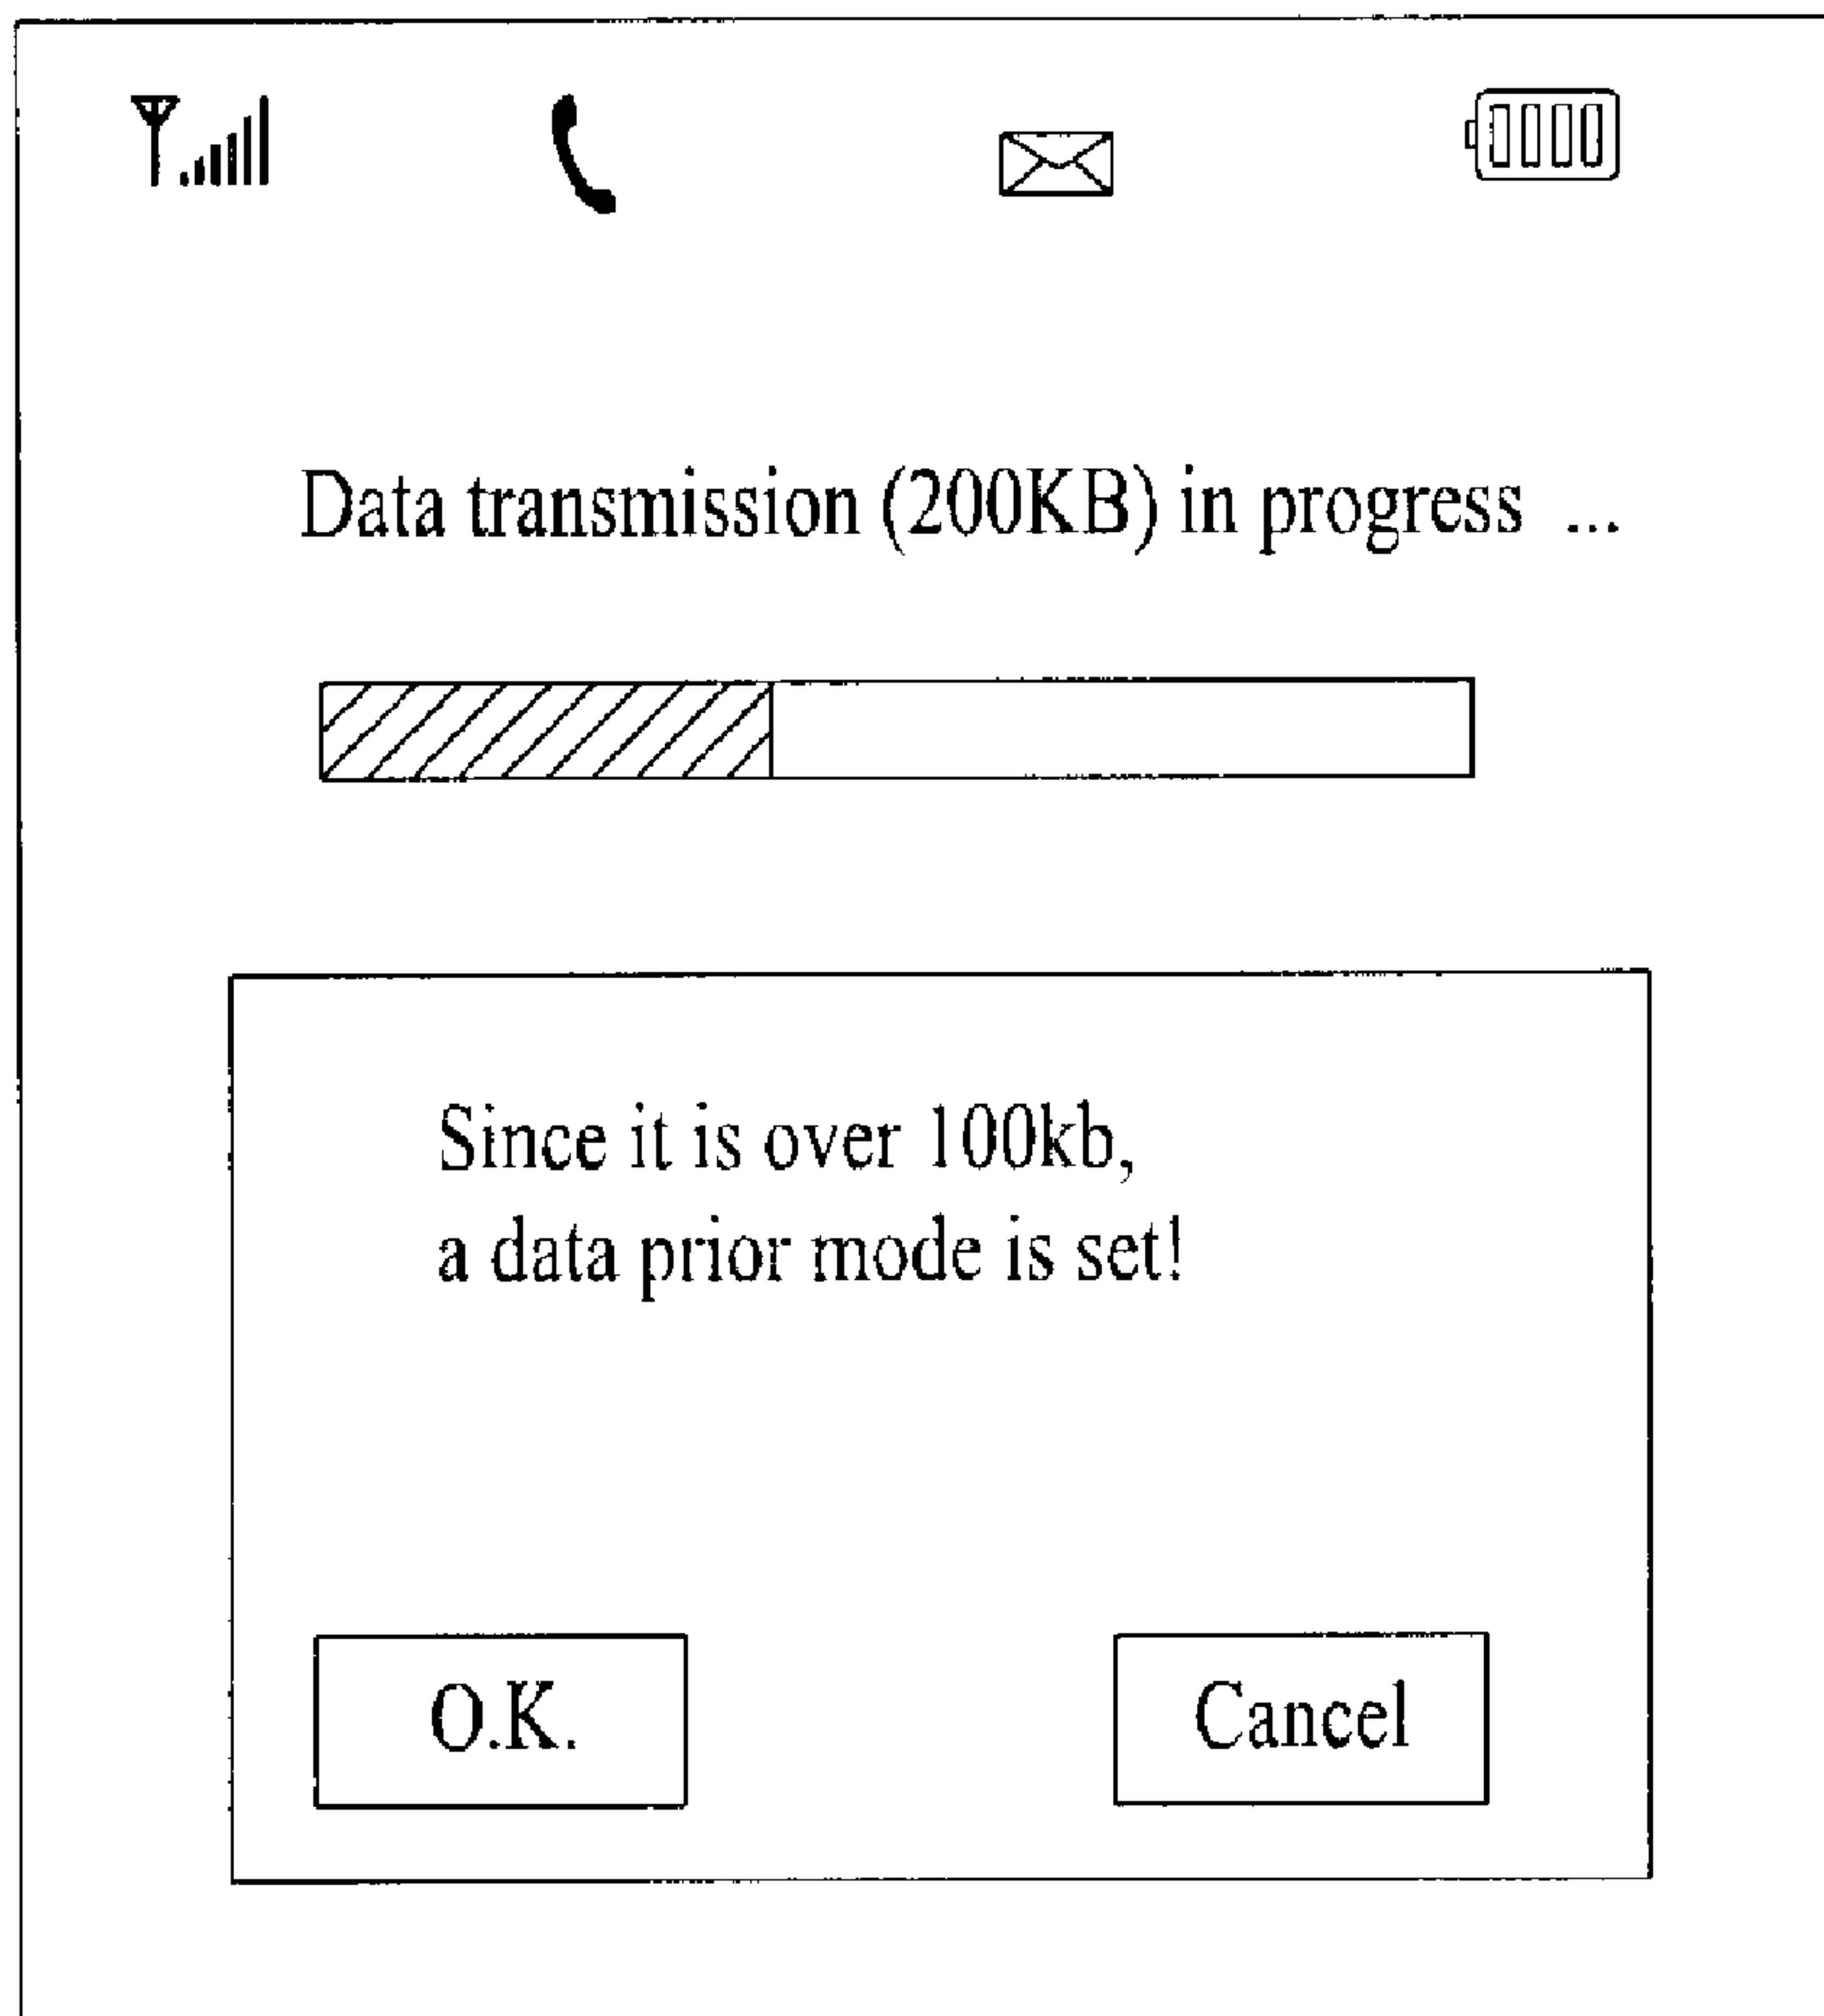 Data transmission (200KB) in progress ...
Since it is over 100kb,
a data prior mode is set!
O.K.
Cancel